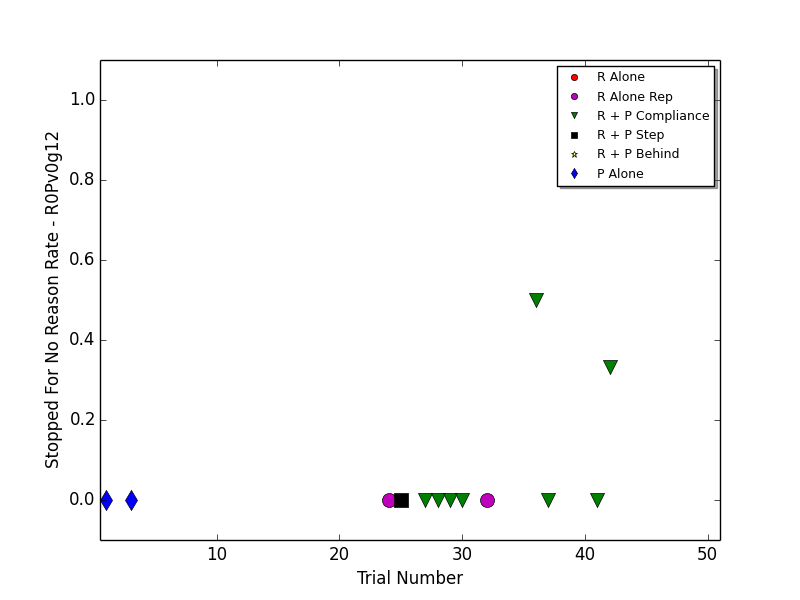 1.0
0.8
0.6
0.4
0.2
0.0
10
20
30
40
50
Stopped For No Reason Rate - R0Pv0g12
Trial Number
R Alone
R Alone Rep
R + P Compliance
R + P Step
R + P Behind
P Alone